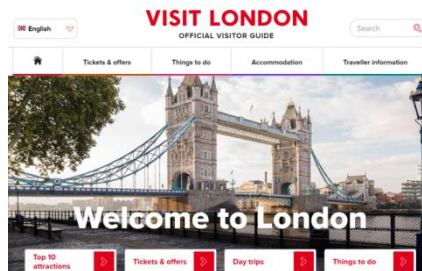 English
VISIT LONDON
OFFICIAL VISITOR GUIDE
Search
Tickets & offers
Things to do
Accommodation
Traveller information
Welcome to London
Top 10
attractions
Tickets & offers
Day trips
Things to do